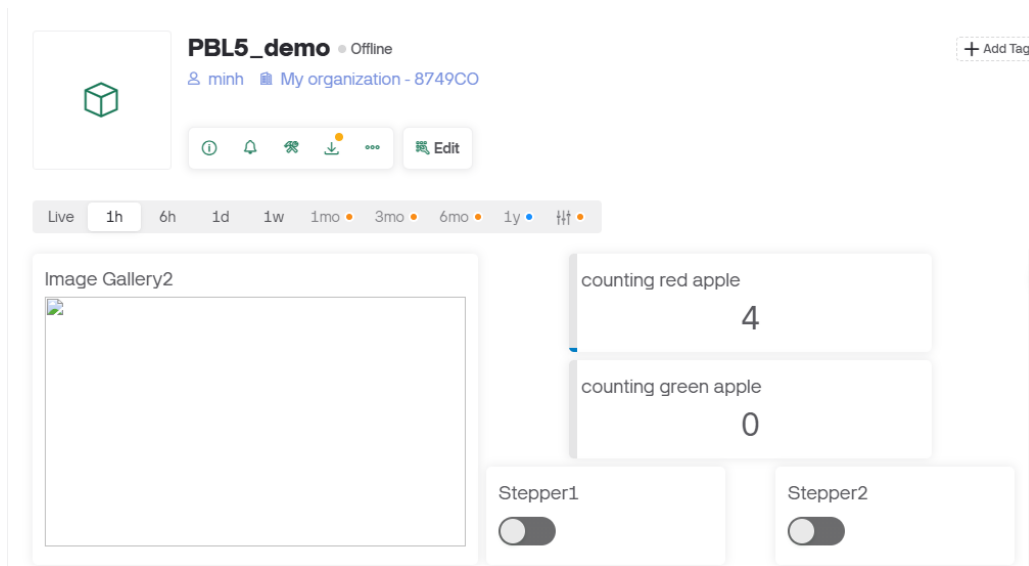 PBL5_demo Offline
minh My organization - 8749CO
Add Tag
Edit
Live 1h 6h 1d 1w 1mo 3mo 6mo 1y
Image Gallery2
counting red apple
4
counting green apple
0
Stepper1
Stepper2